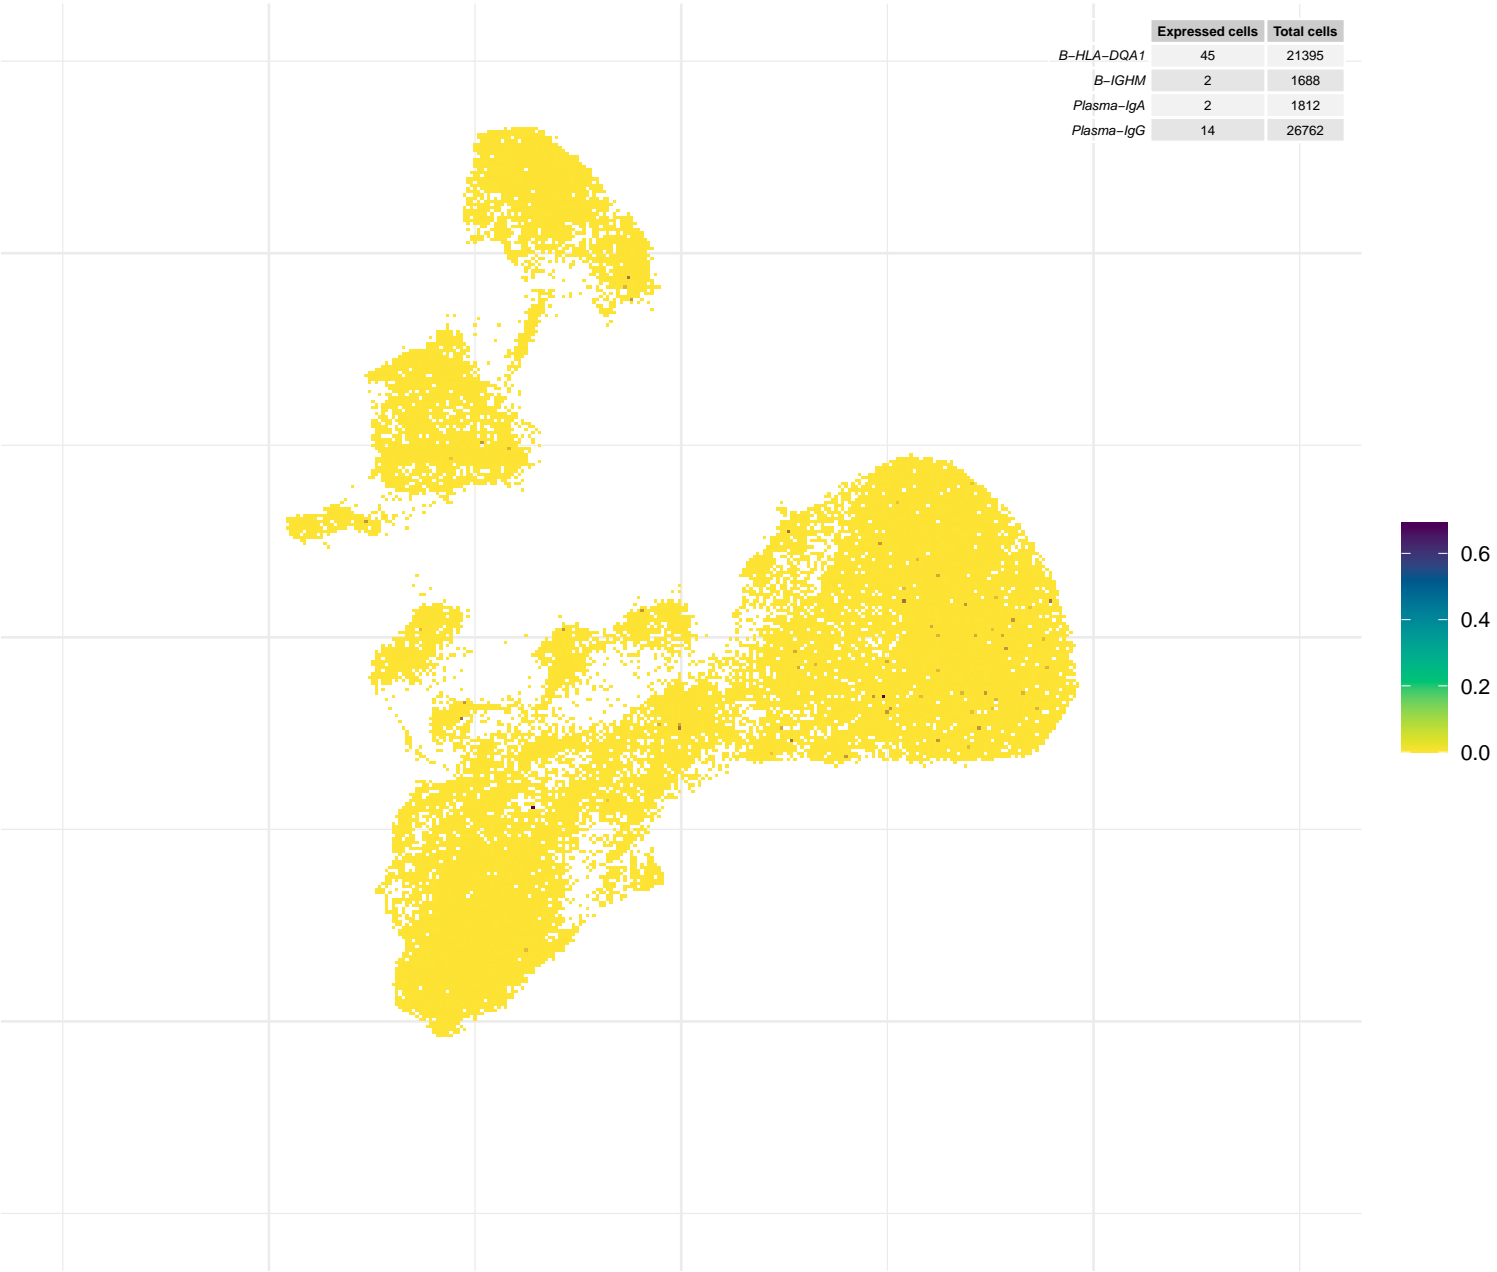 Expressed cells Total cells
B−HLA−DQA1 45 21395
B−IGHM 2 1688
Plasma−IgA 2 1812
Plasma−IgG 14 26762
0.6
0.4
0.2
0.0